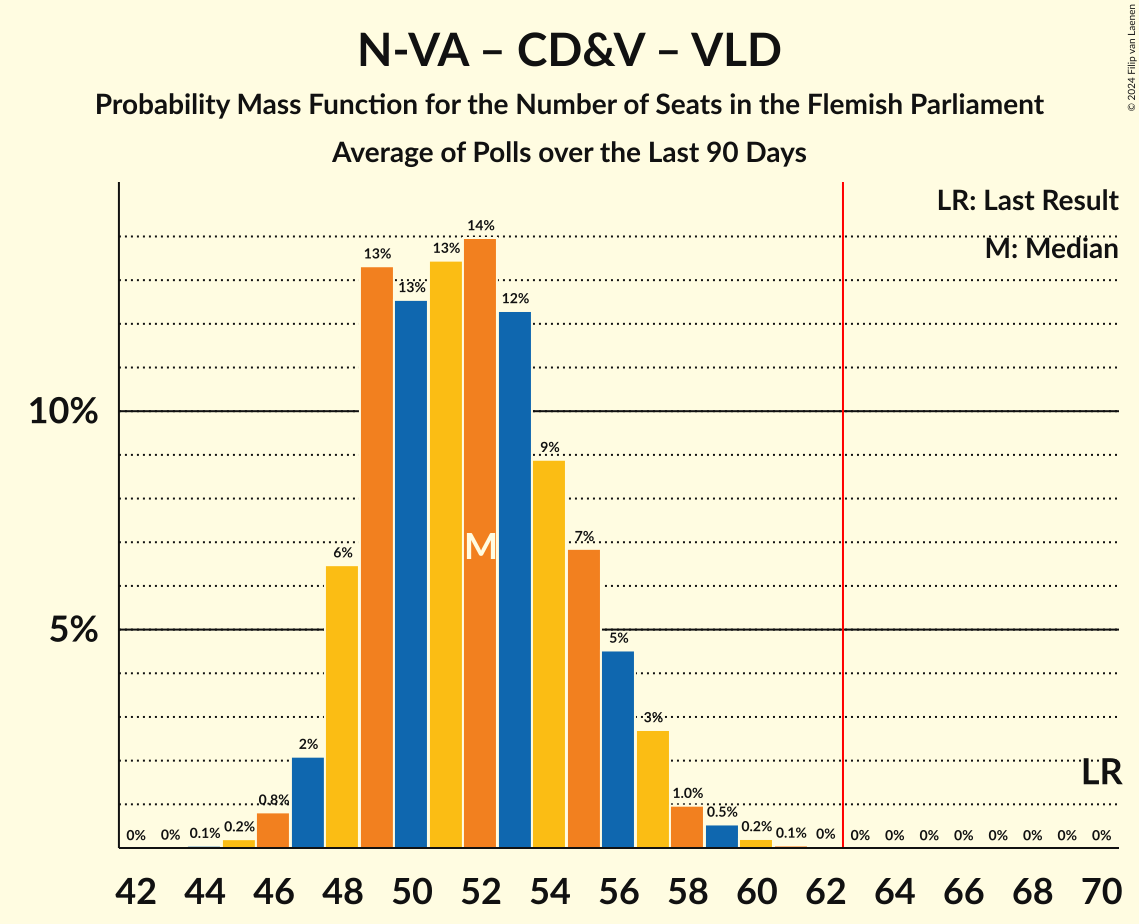 N-VA – CD&V – VLD
Probability Mass Function for the Number of Seats in the Flemish Parliament
Average of Polls over the Last 90 Days
© 2024 Filip van Laenen
LR: Last Result
M: Median
10%
5%
0% 0% 0.1% 0.2% 0.8% 2% 6% 13% 13% 13% 14% 12% 9% 7% 5% 3% 1.0% 0.5% 0.2% 0.1% 0% 0% 0% 0% 0% 0% 0% 0% 0%
M
LR
42 44 46 48 50 52 54 56 58 60 62 64 66 68 70